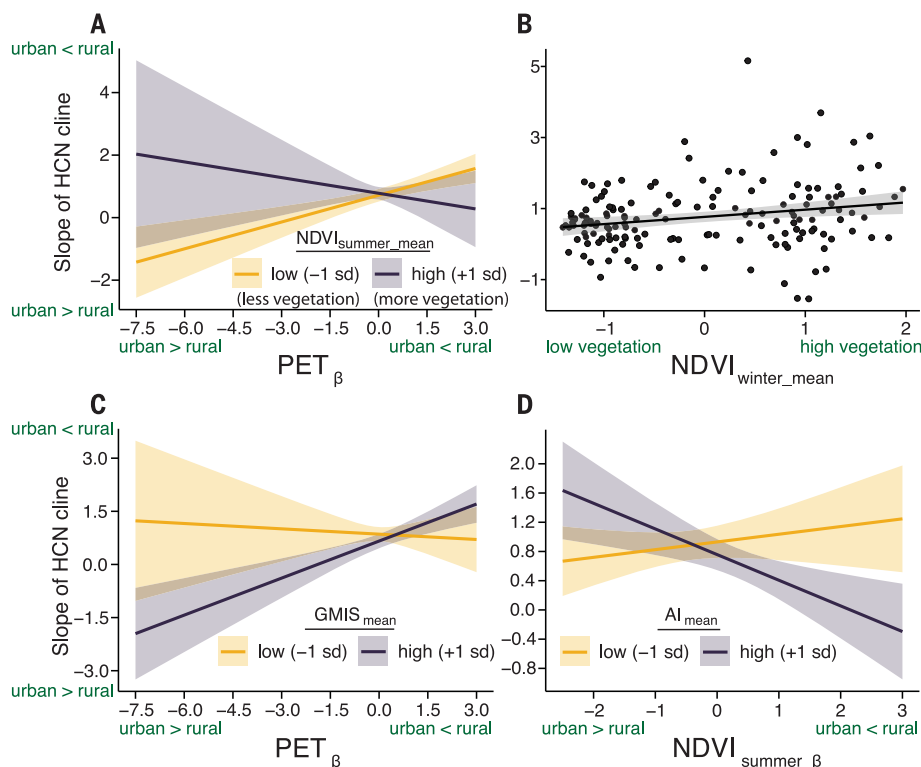 A
urban < rural
Slope of HCN cline
4
2
0
−2
NDVIsummer_mean
low (−1 sd)
(less vegetation)
high (+1 sd)
(more vegetation)
urban > rural
−7.5 −6.0 −4.5 −3.0 −1.5 0.0 1.5 3.0
urban > rural
urban < rural
PETβ
B
5
3
1
−1
−1 0 1 2
low vegetation
high vegetation
NDVIwinter_mean
C
urban < rural
Slope of HCN cline
3.0
1.5
0.0
−1.5
−3.0
GMISmean
low (−1 sd)
high (+1 sd)
urban > rural
−7.5 −6.0 −4.5 −3.0 −1.5 0.0 1.5 3.0
urban > rural
urban < rural
PETβ
D
2.0
1.6
1.2
0.8
0.4
0.0
−0.4
−0.8
AImean
low (−1 sd)
high (+1 sd)
−2 −1 0 1 2 3
urban > rural
urban < rural
NDVIsummer_β